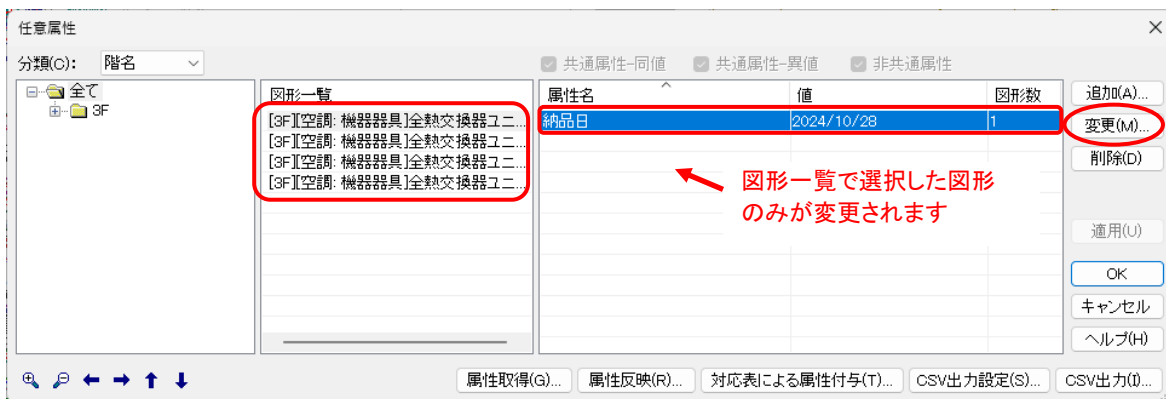 任意属性
分類(C): 階名
共通属性-同値 共通属性-異値 非共通属性
全て
3F
図形一覧
[3F][空調: 機器器具]全熱交換器ユニ...
[3F][空調: 機器器具]全熱交換器ユニ...
[3F][空調: 機器器具]全熱交換器ユニ...
[3F][空調: 機器器具]全熱交換器ユニ...
属性名 値 図形数
納品日 2024/10/28 1
図形一覧で選択した図形
のみが変更されます
追加(A)...
変更(M)...
削除(D)
適用(U)
OK
キャンセル
ヘルプ(H)
属性取得(G)... 属性反映(R)... 対応表による属性付与(T)... CSV出力設定(S)... CSV出力(I)...